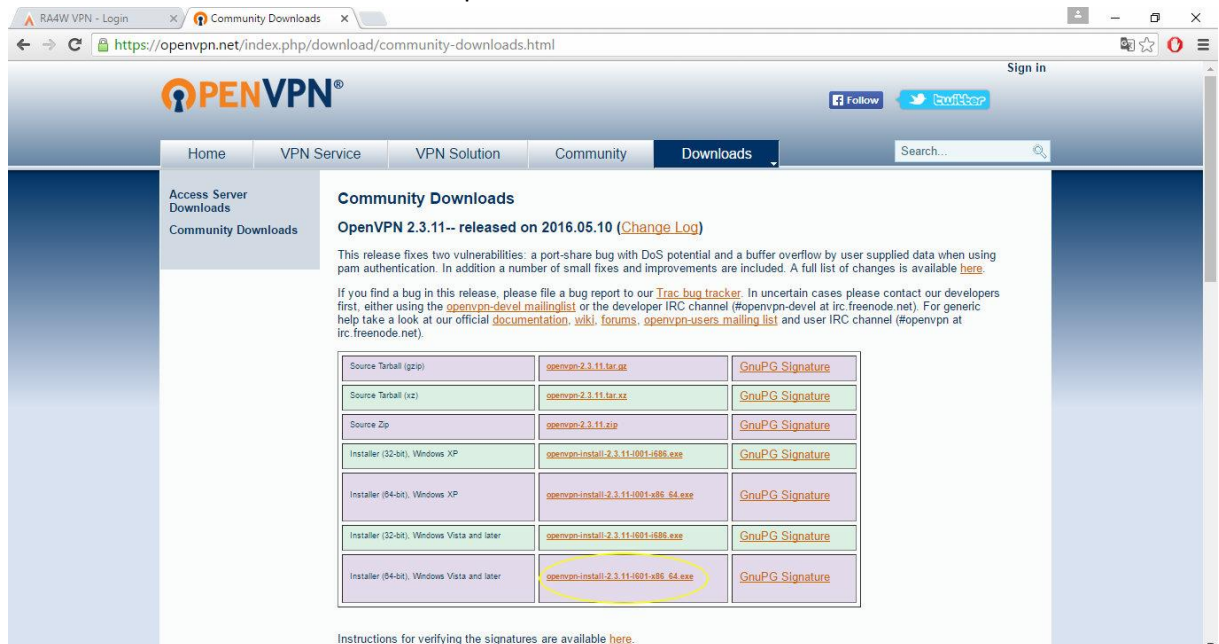 RA4W VPN - Login
Community Downloads
https://openvpn.net/index.php/download/community-downloads.html
Sign in
OPENVPN®
Follow
twitter
Home
VPN Service
VPN Solution
Community
Downloads
Search...
Access Server
Downloads
Community Downloads
Community Downloads
OpenVPN 2.3.11-- released on 2016.05.10 (Change Log)
This release fixes two vulnerabilities: a port-share bug with DoS potential and a buffer overflow by user supplied data when using
pam authentication. In addition a number of small fixes and improvements are included. A full list of changes is available here.
If you find a bug in this release, please file a bug report to our Trac bug tracker. In uncertain cases please contact our developers
first, either using the openvpn-devel mailinglist or the developer IRC channel (#openvpn-devel at irc.freenode.net). For generic
help take a look at our official documentation, wiki, forums, openvpn-users mailing list and user IRC channel (#openvpn at
irc.freenode.net).
Source Tarball (gzip) openvpn-2.3.11.tar.gz GnuPG Signature
Source Tarball (xz) openvpn-2.3.11.tar.xz GnuPG Signature
Source Zip openvpn-2.3.11.zip GnuPG Signature
Installer (32-bit), Windows XP openvpn-install-2.3.11-I001-i686.exe GnuPG Signature
Installer (64-bit), Windows XP openvpn-install-2.3.11-I001-x86_64.exe GnuPG Signature
Installer (32-bit), Windows Vista and later openvpn-install-2.3.11-I601-i686.exe GnuPG Signature
Installer (64-bit), Windows Vista and later openvpn-install-2.3.11-I601-x86_64.exe GnuPG Signature
Instructions for verifying the signatures are available here.